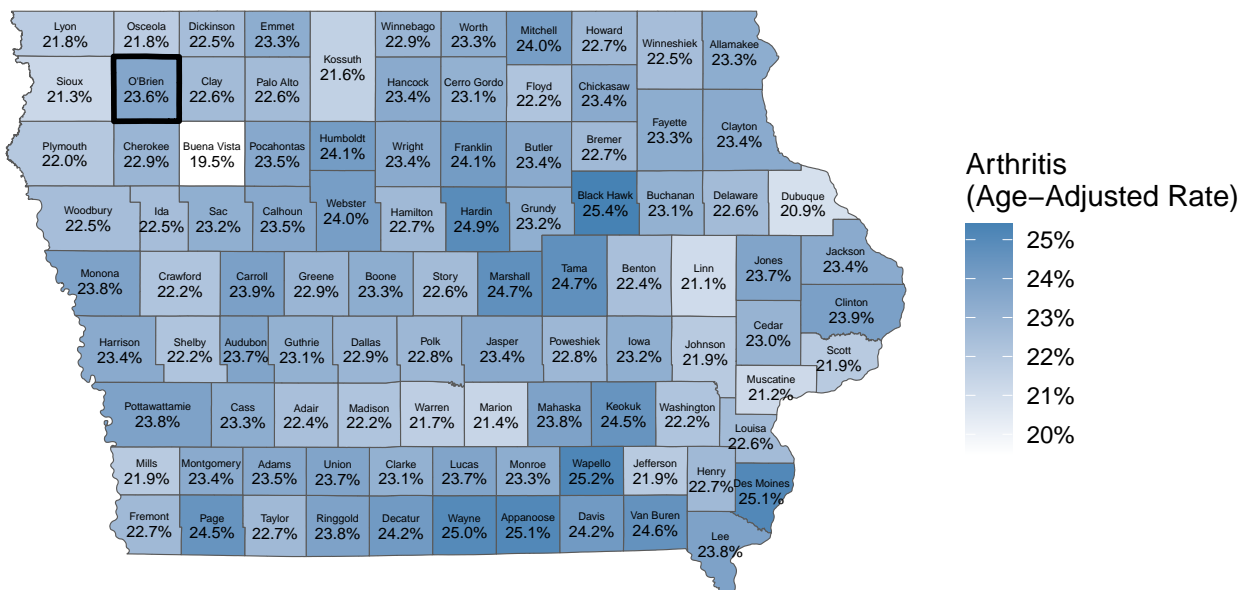 Lyon
21.8%
Osceola
21.8%
Dickinson
22.5%
Emmet
23.3%
Kossuth
21.6%
Winnebago
22.9%
Worth
23.3%
Mitchell
24.0%
Howard
22.7%
Winneshiek
22.5%
Allamakee
23.3%
Sioux
21.3%
O'Brien
23.6%
Clay
22.6%
Palo Alto
22.6%
Hancock
23.4%
Cerro Gordo
23.1%
Floyd
22.2%
Chickasaw
23.4%
Fayette
23.3%
Clayton
23.4%
Plymouth
22.0%
Cherokee
22.9%
Buena Vista
19.5%
Pocahontas
23.5%
Humboldt
24.1%
Wright
23.4%
Franklin
24.1%
Butler
23.4%
Bremer
22.7%
Woodbury
22.5%
Ida
22.5%
Sac
23.2%
Calhoun
23.5%
Webster
24.0%
Hamilton
22.7%
Hardin
24.9%
Grundy
23.2%
Black Hawk
25.4%
Buchanan
23.1%
Delaware
22.6%
Dubuque
20.9%
Monona
23.8%
Crawford
22.2%
Carroll
23.9%
Greene
22.9%
Boone
23.3%
Story
22.6%
Marshall
24.7%
Tama
24.7%
Benton
22.4%
Linn
21.1%
Jones
23.7%
Jackson
23.4%
Clinton
23.9%
Harrison
23.4%
Shelby
22.2%
Audubon
23.7%
Guthrie
23.1%
Dallas
22.9%
Polk
22.8%
Jasper
23.4%
Poweshiek
22.8%
Iowa
23.2%
Johnson
21.9%
Cedar
23.0%
Scott
21.9%
Muscatine
21.2%
Pottawattamie
23.8%
Cass
23.3%
Adair
22.4%
Madison
22.2%
Warren
21.7%
Marion
21.4%
Mahaska
23.8%
Keokuk
24.5%
Washington
22.2%
Louisa
22.6%
Mills
21.9%
Montgomery
23.4%
Adams
23.5%
Union
23.7%
Clarke
23.1%
Lucas
23.7%
Monroe
23.3%
Wapello
25.2%
Jefferson
21.9%
Henry
22.7%
Des Moines
25.1%
Fremont
22.7%
Page
24.5%
Taylor
22.7%
Ringgold
23.8%
Decatur
24.2%
Wayne
25.0%
Appanoose
25.1%
Davis
24.2%
Van Buren
24.6%
Lee
23.8%
Arthritis
(Age−Adjusted Rate)
25%
24%
23%
22%
21%
20%